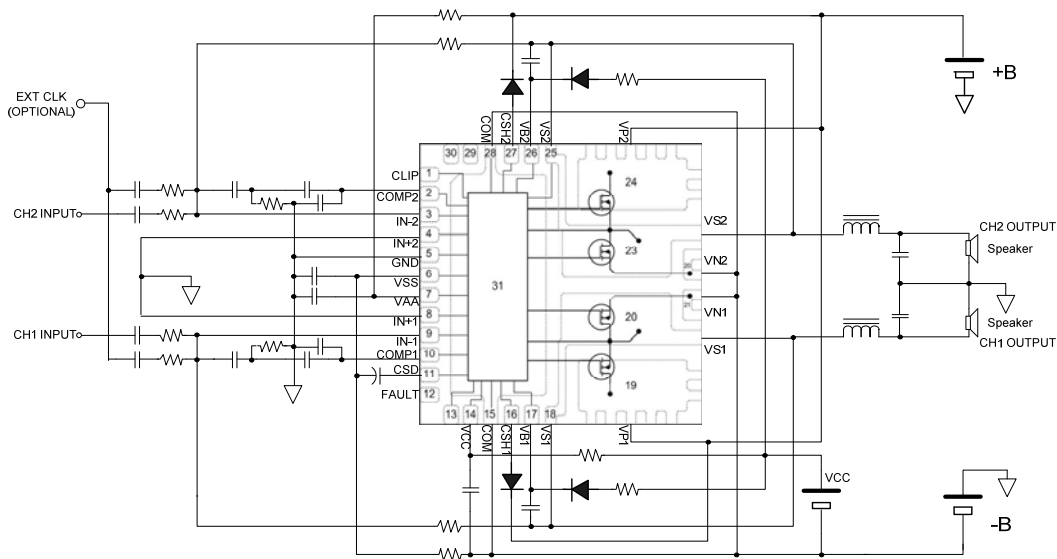 +B
EXT CLK
(OPTIONAL)
COM
CSH2
VB2
VS2
VP2
30 29 28 27 26 25
CLIP 1
COMP2 2
IN-2 3
IN+2 4
GND 5
VSS 6
VAA 7
IN+1 8
IN-1 9
COMP1 10
CSD 11
FAULT 12
CH2 INPUT
CH1 INPUT
31
24
23
20
19
VS2
VN2
VN1
VS1
CH2 OUTPUT
Speaker
Speaker
CH1 OUTPUT
13 14 15 16 17 18
VCC
COM
CSH1
VB1
VS1
VP1
VCC
-B